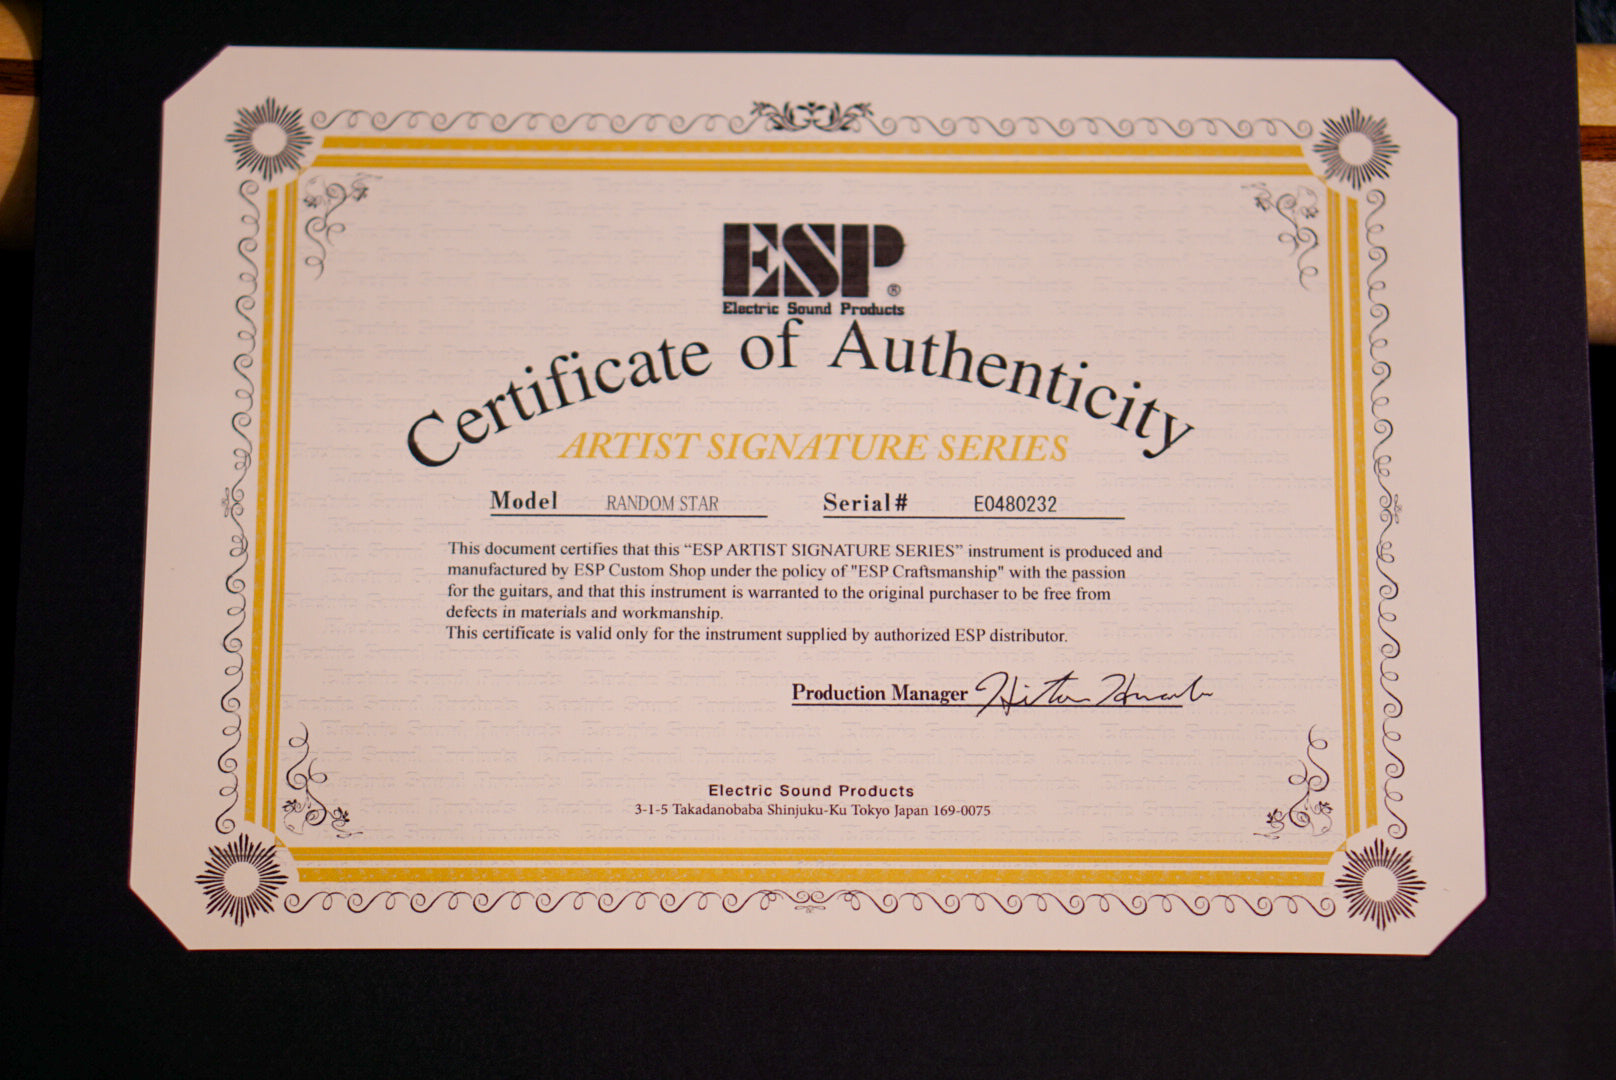 ESP®
Electric Sound Products
Certificate of Authenticity
ARTIST SIGNATURE SERIES
Model RANDOM STAR Serial# E0480232
This document certifies that this “ESP ARTIST SIGNATURE SERIES” instrument is produced and
manufactured by ESP Custom Shop under the policy of "ESP Craftsmanship" with the passion
for the guitars, and that this instrument is warranted to the original purchaser to be free from
defects in materials and workmanship.
This certificate is valid only for the instrument supplied by authorized ESP distributor.
Production Manager
Electric Sound Products
3-1-5 Takadanobaba Shinjuku-Ku Tokyo Japan 169-0075